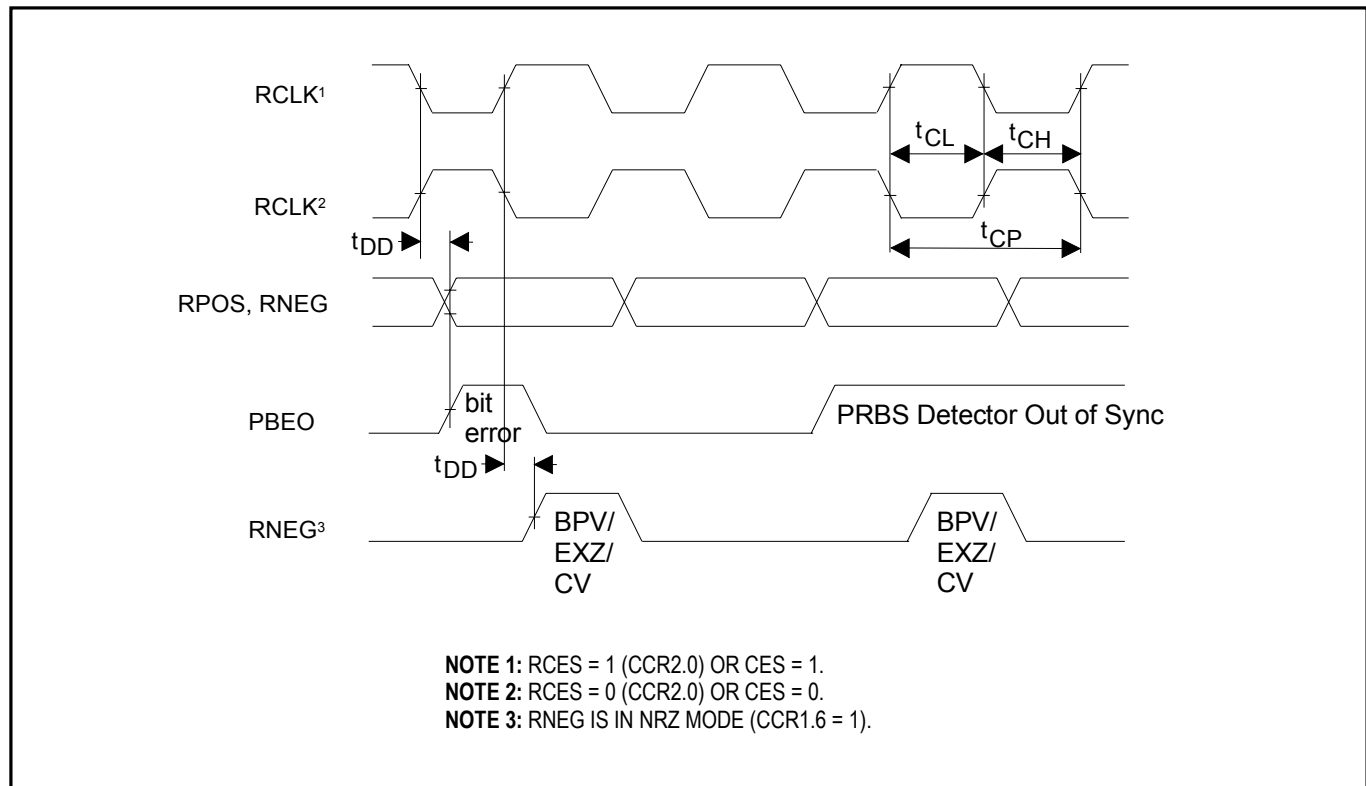 RCLK¹
tCL
tCH
RCLK²
tDD
tCP
RPOS, RNEG
PBEO
bit
error
PRBS Detector Out of Sync
tDD
RNEG³
BPV/
EXZ/
CV
BPV/
EXZ/
CV
NOTE 1: RCES = 1 (CCR2.0) OR CES = 1.
NOTE 2: RCES = 0 (CCR2.0) OR CES = 0.
NOTE 3: RNEG IS IN NRZ MODE (CCR1.6 = 1).